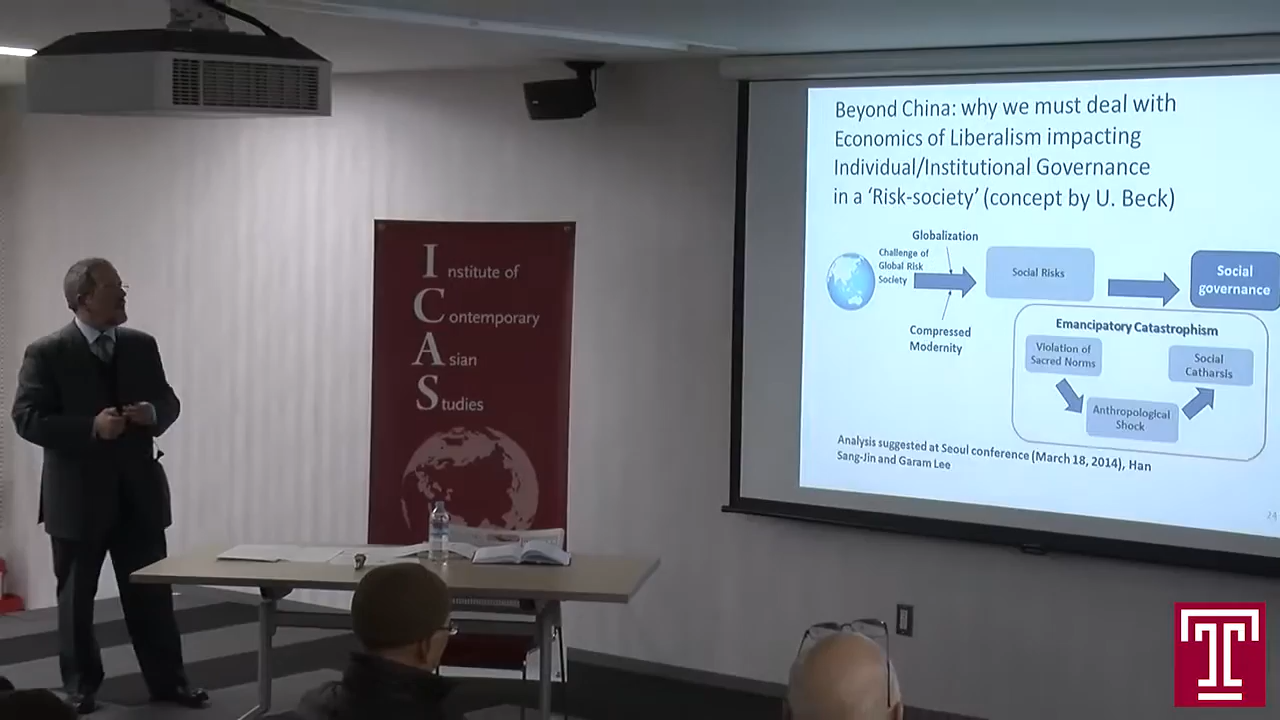 Institute of
Contemporary
Asian
Studies
Beyond China: why we must deal with
Economics of Liberalism impacting
Individual/Institutional Governance
in a ‘Risk-society’ (concept by U. Beck)
Globalization
Challenge of
Global Risk
Society
Compressed
Modernity
Social Risks
Social
governance
Emancipatory Catastrophism
Violation of
Sacred Norms
Anthropological
Shock
Social
Catharsis
Analysis suggested at Seoul conference (March 18, 2014), Han
Sang-Jin and Garam Lee
24
T